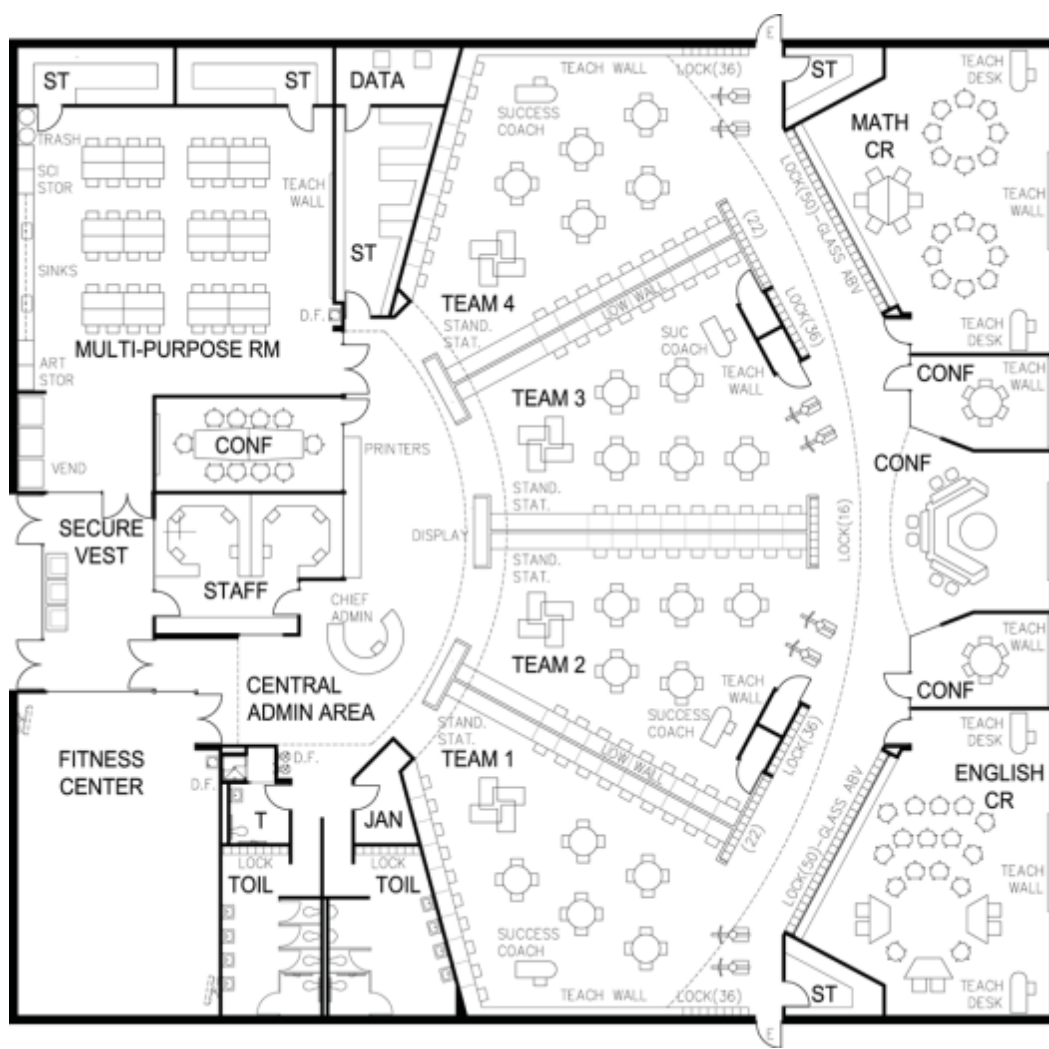 E
ST
ST
DATA
TEACH WALL
LOCK(36)
ST
TEACH
DESK
SUCCESS
COACH
MATH
CR
TRASH
SCI
STOR
TEACH
WALL
LOCK(50)-GLASS ABV
TEACH
WALL
ST
(22)
SINKS
TEAM 4
LOW WALL
LOCK(36)
D.F.
STAND.
STAT.
SUC
COACH
TEACH
DESK
MULTI-PURPOSE RM
ART
STOR
TEACH
WALL
CONF
TEACH
WALL
TEAM 3
CONF
PRINTERS
CONF
VEND
STAND.
STAT.
LOCK(16)
SECURE
VEST
DISPLAY
STAND.
STAT.
STAFF
CHIEF
ADMIN
TEACH
WALL
TEAM 2
CONF
CENTRAL
ADMIN AREA
TEACH
WALL
STAND.
STAT.
SUCCESS
COACH
LOCK(36)
TEACH
DESK
FITNESS
CENTER
D.F.
D.F.
TEAM 1
LOW WALL
ENGLISH
CR
T
JAN
(22)
LOCK(50)-GLASS ABV
LOCK
TOIL
LOCK
TOIL
TEACH
WALL
SUCCESS
COACH
TEACH WALL
LOCK(36)
ST
TEACH
DESK
E